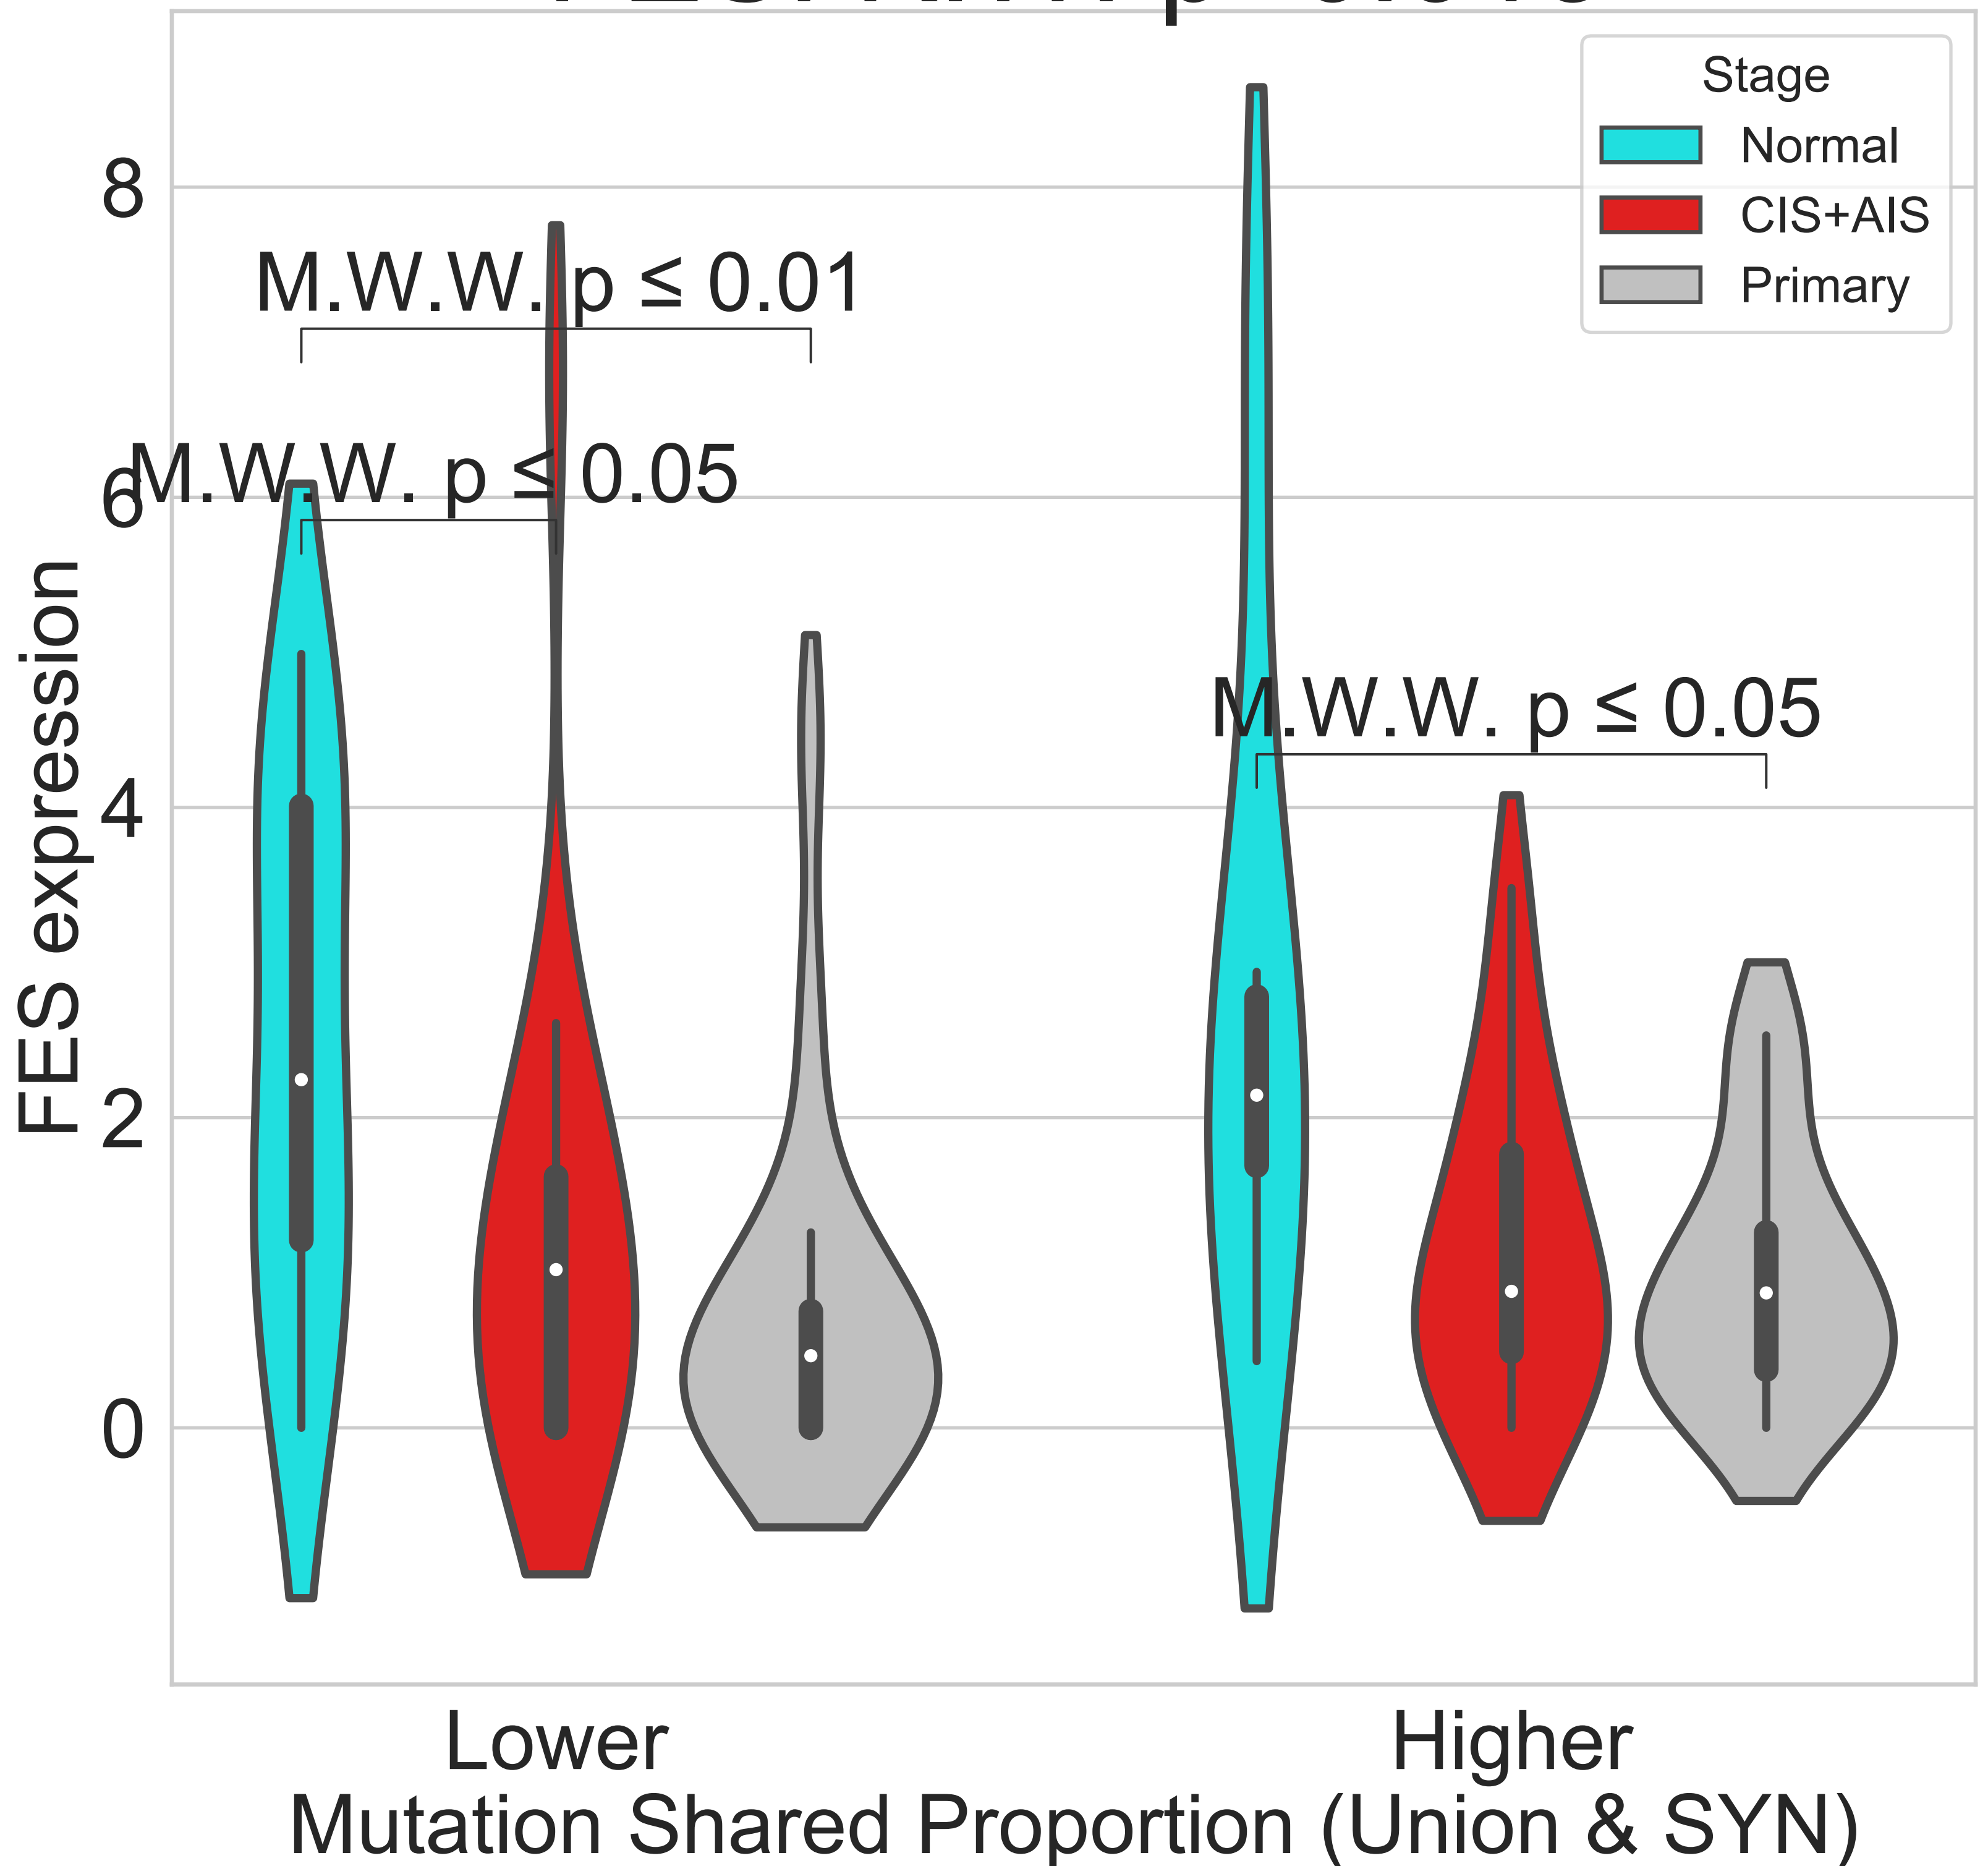 Stage
Normal
CIS+AIS
Primary
8
6
4
2
0
FES expression
M.W.W. p ≤ 0.01
M.W.W. p ≤ 0.05
M.W.W. p ≤ 0.05
Lower
Higher
Mutation Shared Proportion (Union & SYN)